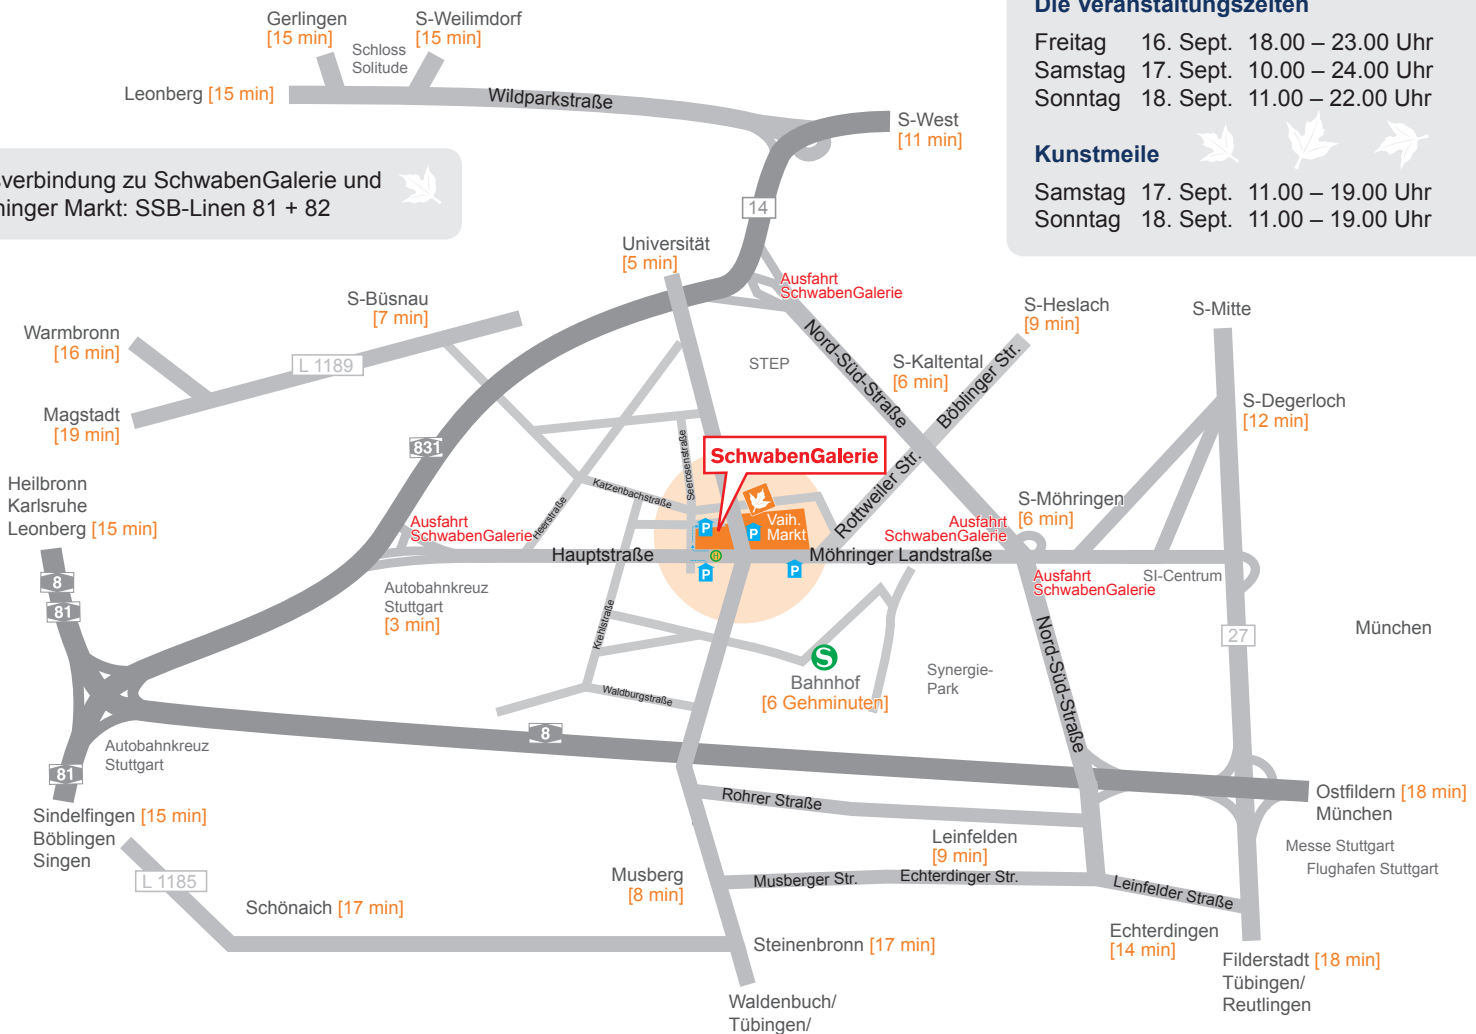 Gerlingen
[15 min]
S-Weilimdorf
[15 min]
Schloss
Solitude
Leonberg [15 min]
Wildparkstraße
S-West
[11 min]
Die Veranstaltungszeiten
Freitag 16. Sept. 18.00 – 23.00 Uhr
Samstag 17. Sept. 10.00 – 24.00 Uhr
Sonntag 18. Sept. 11.00 – 22.00 Uhr
Kunstmeile
Samstag 17. Sept. 11.00 – 19.00 Uhr
Sonntag 18. Sept. 11.00 – 19.00 Uhr
verbindung zu SchwabenGalerie und
inger Markt: SSB-Linen 81 + 82
14
Universität
[5 min]
Ausfahrt
SchwabenGalerie
S-Büsnau
[7 min]
Warmbronn
[16 min]
L 1189
Magstadt
[19 min]
S-Heslach
[9 min]
S-Mitte
STEP
Nord-Süd-Straße
S-Kaltental
[6 min]
Böblinger Str.
S-Degerloch
[12 min]
831
Heilbronn
Karlsruhe
Leonberg [15 min]
SchwabenGalerie
Seerosenstraße
Katzenbachstraße
Heerstraße
Rottweiler Str.
S-Möhringen
[6 min]
Ausfahrt
SchwabenGalerie
P
P
Vaih.
Markt
Ausfahrt
SchwabenGalerie
Hauptstraße
H
Möhringer Landstraße
P
P
8
81
Autobahnkreuz
Stuttgart
[3 min]
Ausfahrt
SchwabenGalerie
SI-Centrum
Krehlstraße
Nord-Süd-Straße
27
München
S
Bahnhof
[6 Gehminuten]
Synergie-
Park
Waldburgstraße
8
Autobahnkreuz
Stuttgart
81
Sindelfingen [15 min]
Böblingen
Singen
Rohrer Straße
Ostfildern [18 min]
München
Leinfelden
[9 min]
Messe Stuttgart
Flughafen Stuttgart
L 1185
Musberg
[8 min]
Musberger Str.
Echterdinger Str.
Leinfelder Straße
Schönaich [17 min]
Steinenbronn [17 min]
Echterdingen
[14 min]
Filderstadt [18 min]
Tübingen/
Reutlingen
Waldenbuch/
Tübingen/